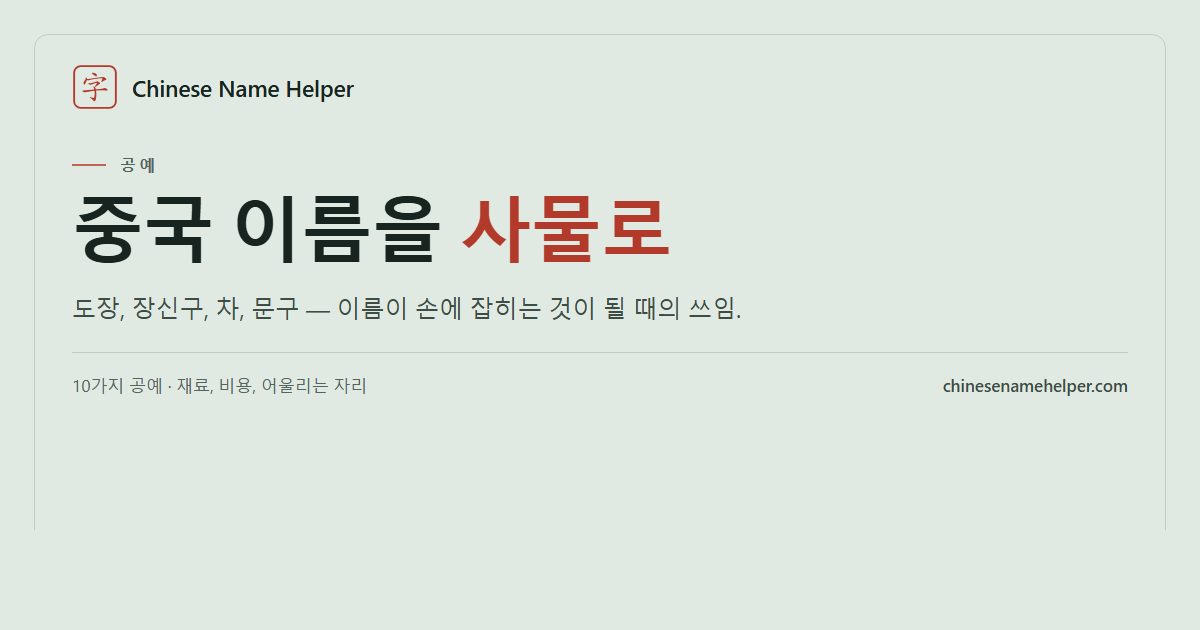 字 Chinese Name Helper
공예
중국 이름을 사물로
도장, 장신구, 차, 문구 — 이름이 손에 잡히는 것이 될 때의 쓰임.
10가지 공예 · 재료, 비용, 어울리는 자리
chinesenamehelper.com